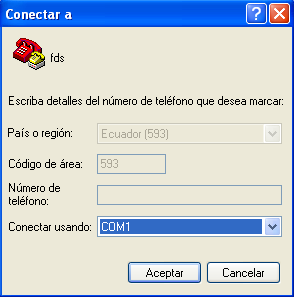 Conectar a
fds
Escriba detalles del número de teléfono que desea marcar:
País o región: Ecuador (593)
Código de área: 593
Número de
teléfono:
Conectar usando: COM1
Aceptar Cancelar